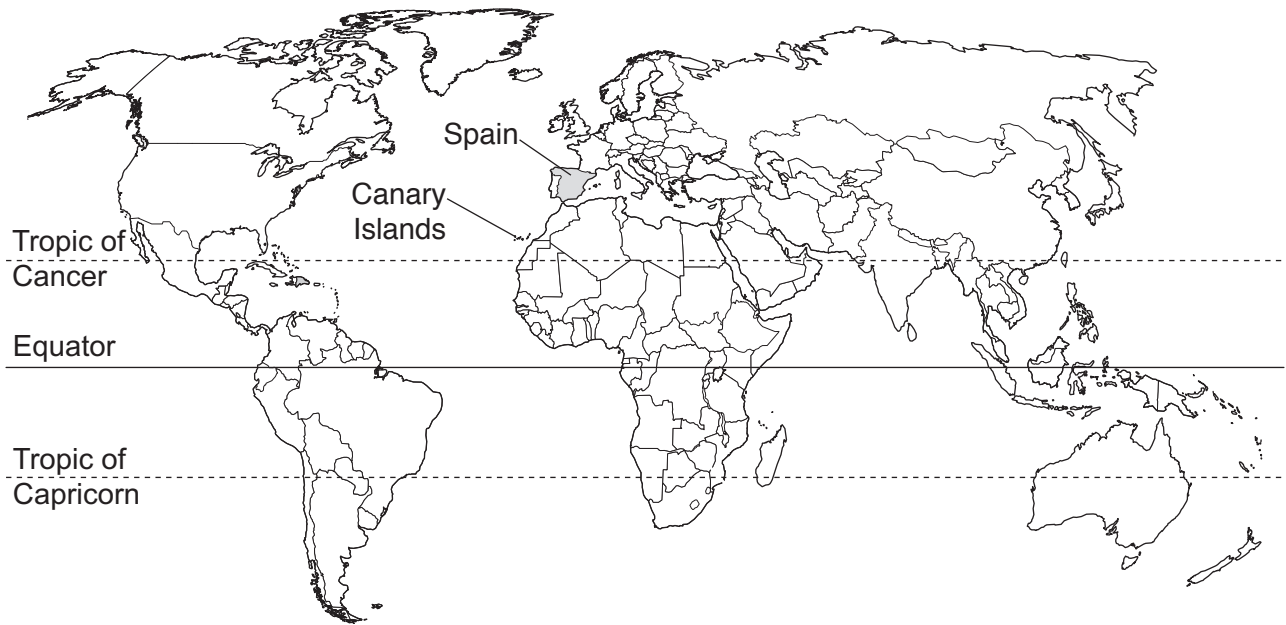 Spain
Canary
Islands
Tropic of
Cancer
Equator
Tropic of
Capricorn